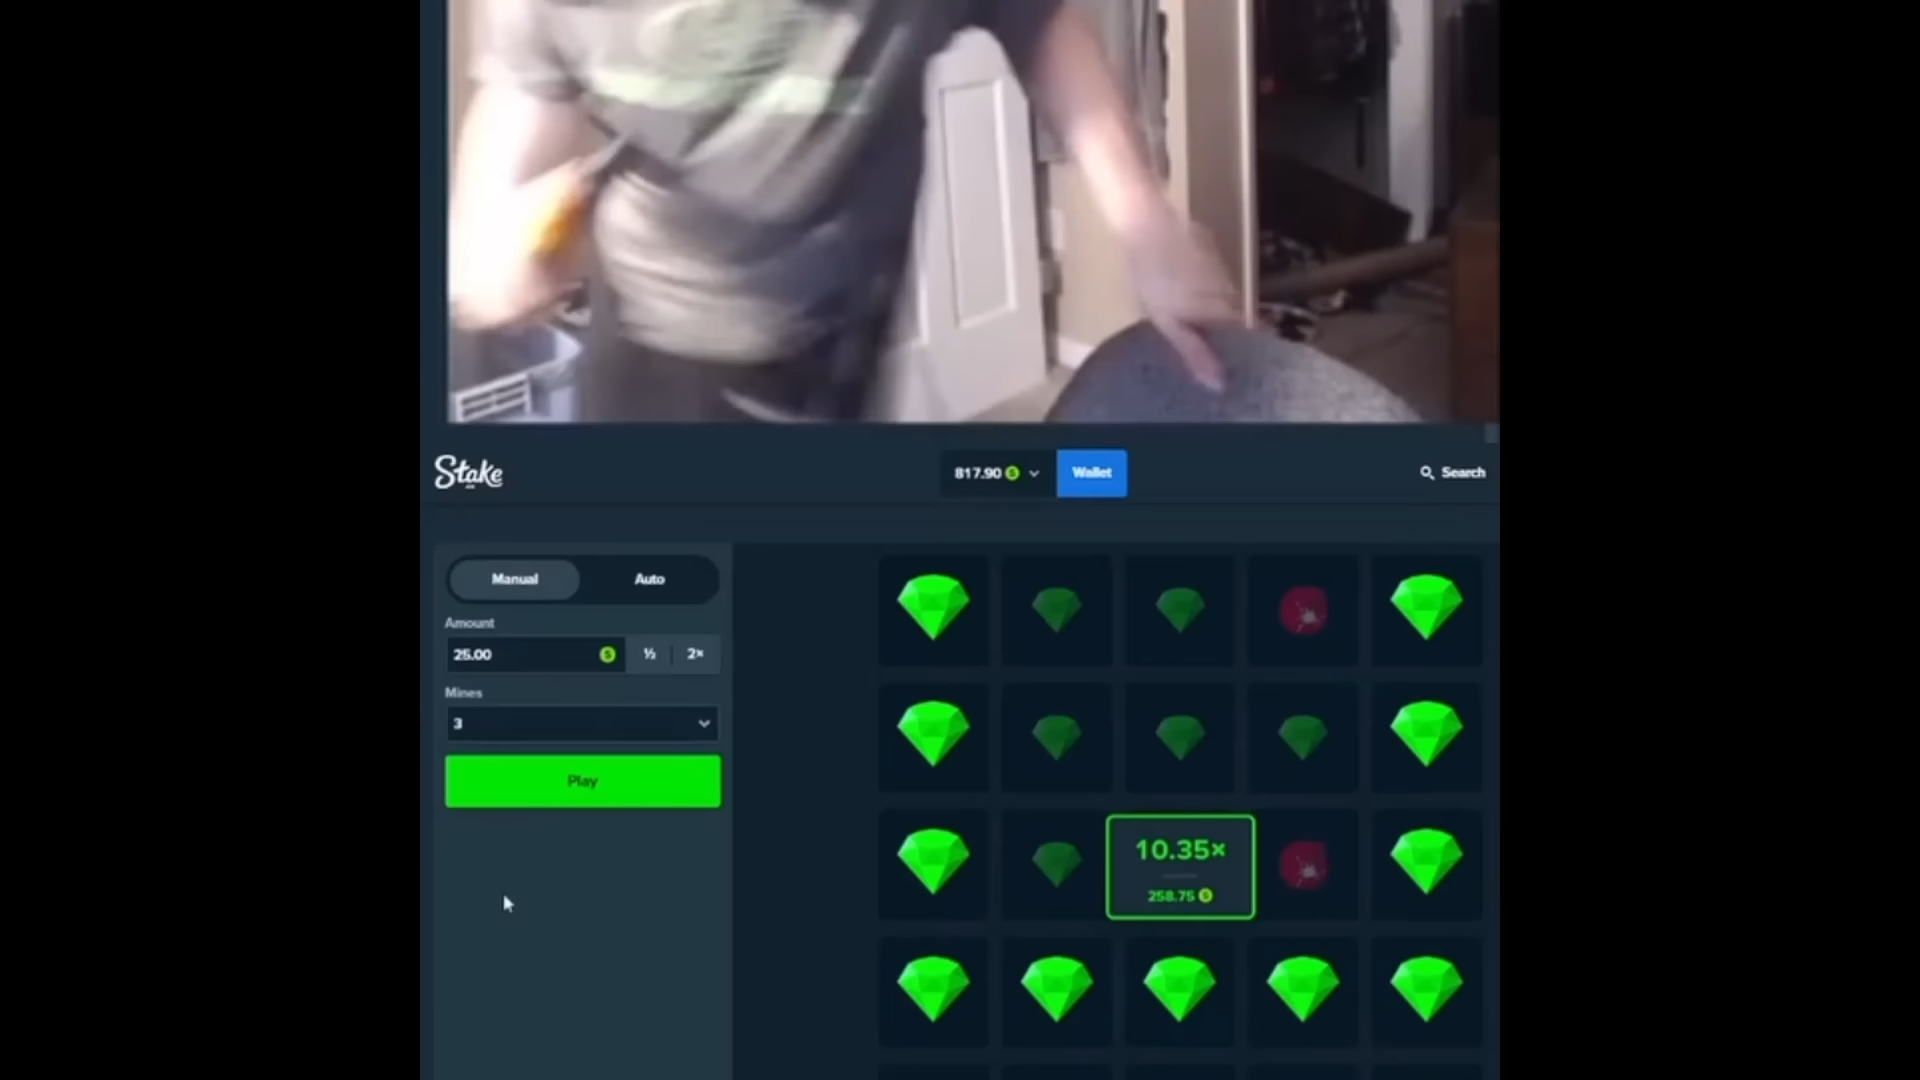 Stake
817.90
Wallet
Search
Manual
Auto
Amount
25.00
½
2×
Mines
3
Play
10.35×
258.75